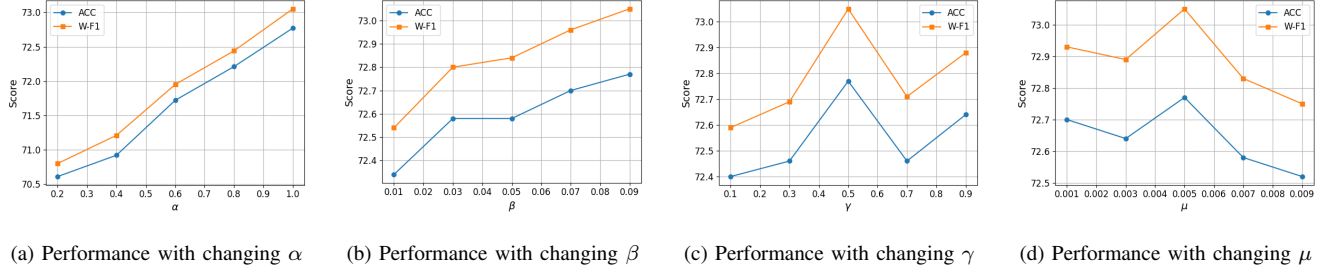 ACC
W-F1
73.0
72.5
72.0
71.5
71.0
70.5
Score
0.2 0.3 0.4 0.5 0.6 0.7 0.8 0.9 1.0
α
ACC
W-F1
73.0
72.9
72.8
72.7
72.6
72.5
72.4
Score
0.01 0.02 0.03 0.04 0.05 0.06 0.07 0.08 0.09
β
ACC
W-F1
73.0
72.9
72.8
72.7
72.6
72.5
72.4
Score
0.1 0.2 0.3 0.4 0.5 0.6 0.7 0.8 0.9
γ
ACC
W-F1
73.0
72.9
72.8
72.7
72.6
72.5
Score
0.001 0.002 0.003 0.004 0.005 0.006 0.007 0.008 0.009
μ
(a) Performance with changing α
(b) Performance with changing β
(c) Performance with changing γ
(d) Performance with changing μ